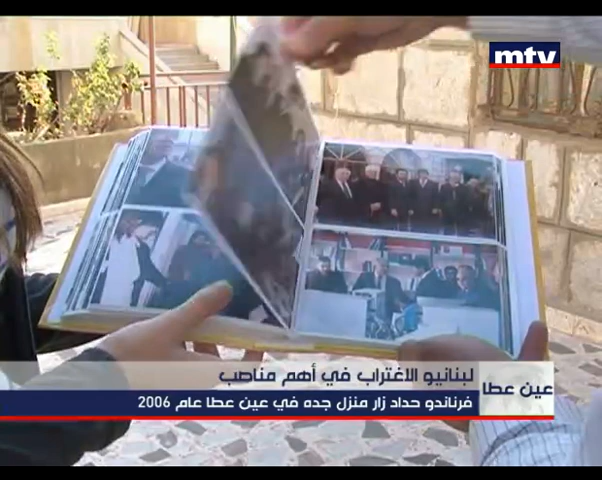 mtv
لبنانيو الاغتراب في أهم مناصب
عين عطا
فرناندو حداد زار منزل جده في عين عطا عام 2006